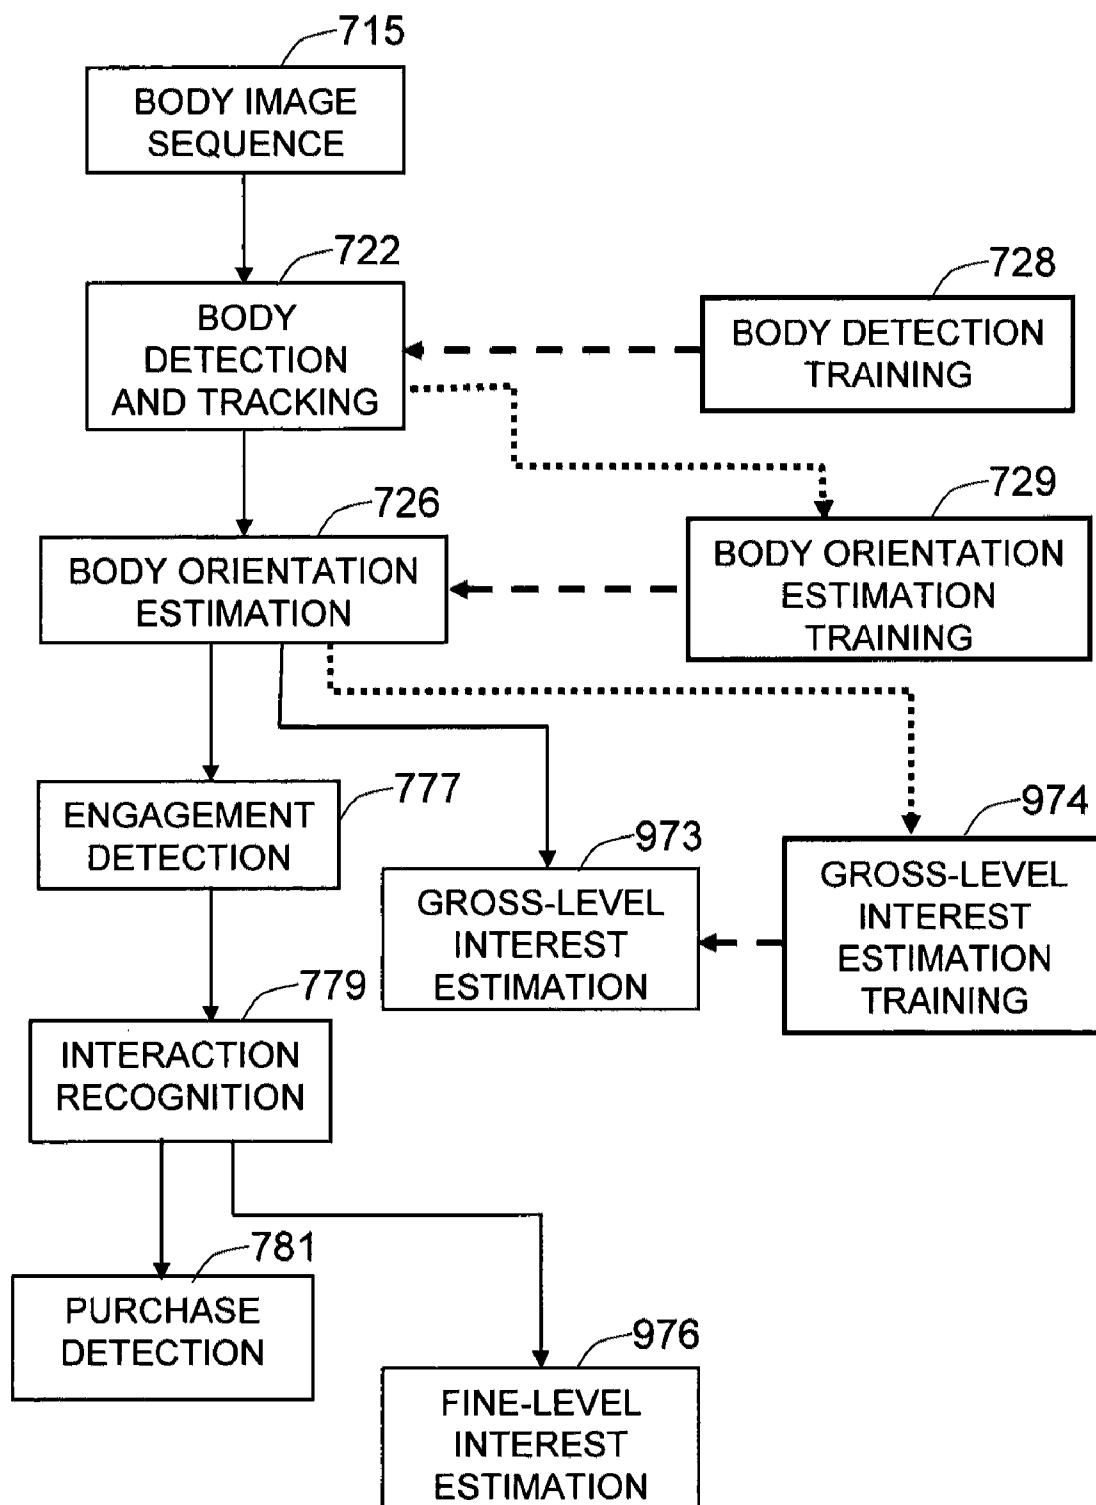 715
BODY IMAGE
SEQUENCE
722
BODY
DETECTION
AND TRACKING
728
BODY DETECTION
TRAINING
726
BODY ORIENTATION
ESTIMATION
729
BODY ORIENTATION
ESTIMATION
TRAINING
777
ENGAGEMENT
DETECTION
973
GROSS-LEVEL
INTEREST
ESTIMATION
974
GROSS-LEVEL
INTEREST
ESTIMATION
TRAINING
779
INTERACTION
RECOGNITION
781
PURCHASE
DETECTION
976
FINE-LEVEL
INTEREST
ESTIMATION